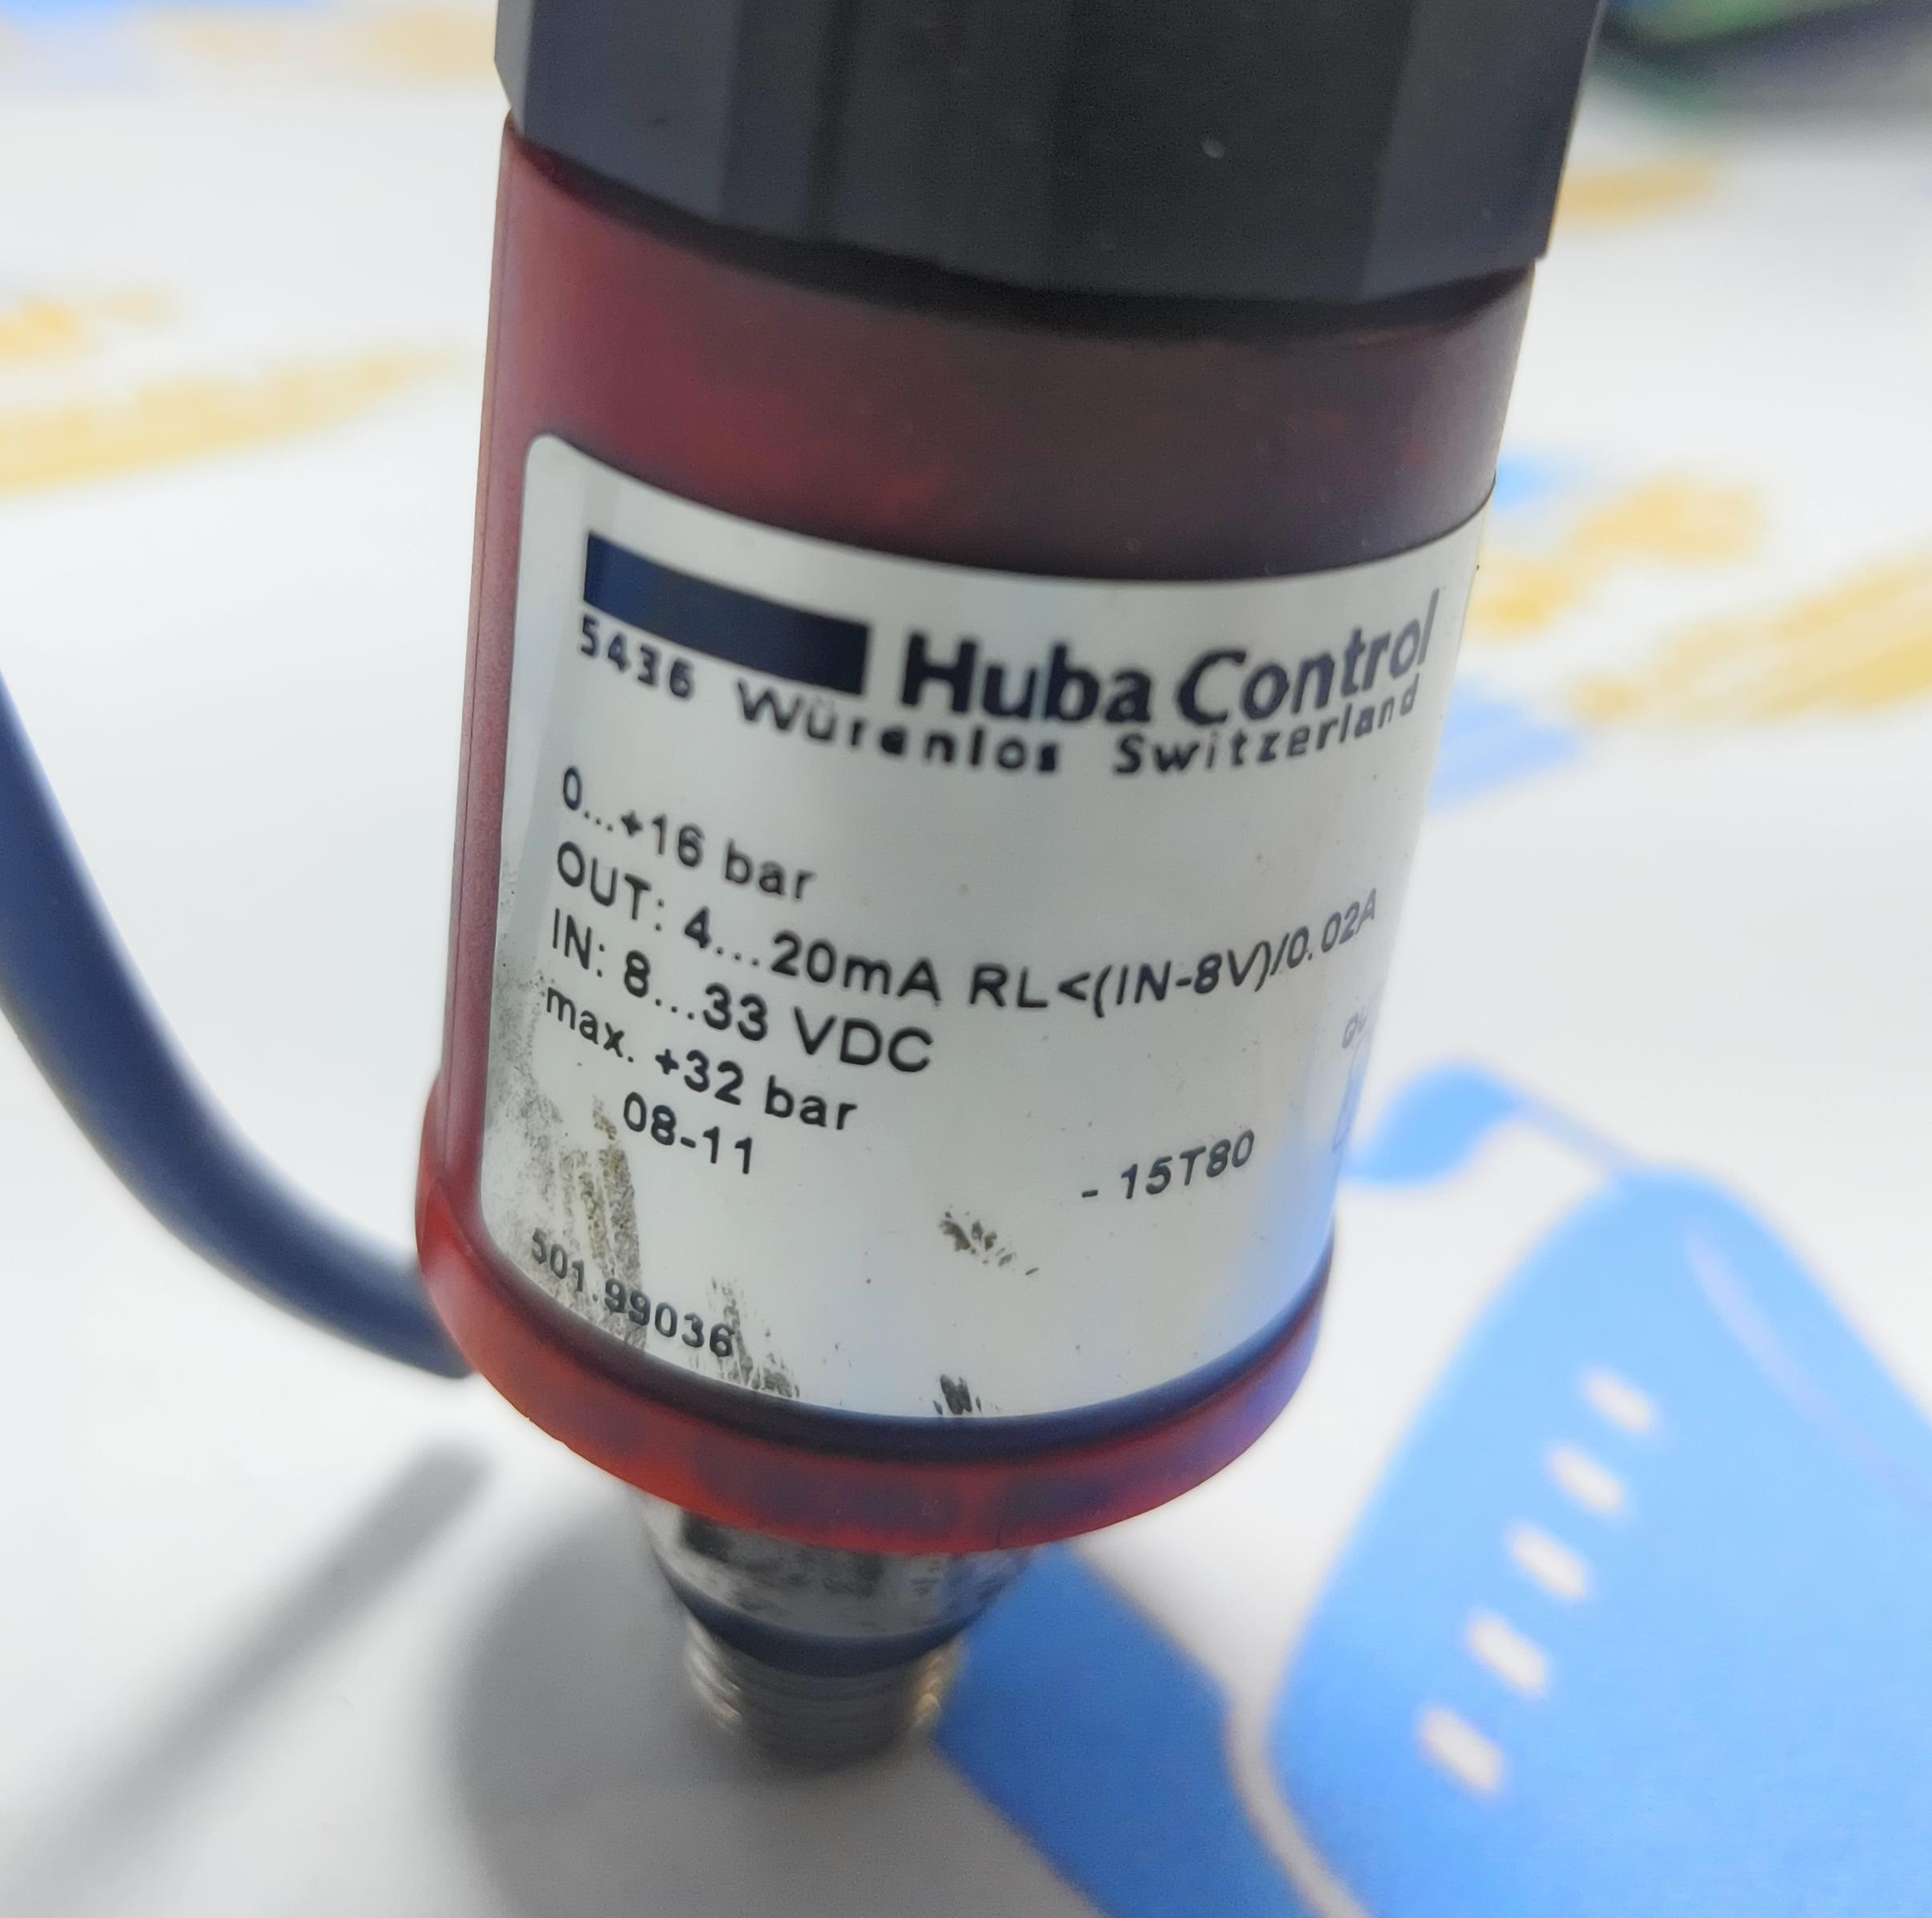 Huba Control
5436 Würenlos Switzerland
0...+16 bar
OUT: 4...20mA RL<(IN-8V)/0.02A
IN: 8...33 VDC
max. +32 bar
08-11
- 15T80
501.99036